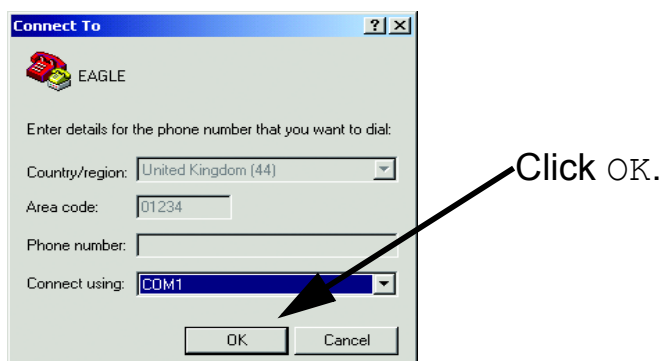 Connect To
EAGLE
Enter details for the phone number that you want to dial:
Country/region: United Kingdom (44)
Area code: 01234
Phone number:
Connect using: COM1
OK Cancel
Click OK.